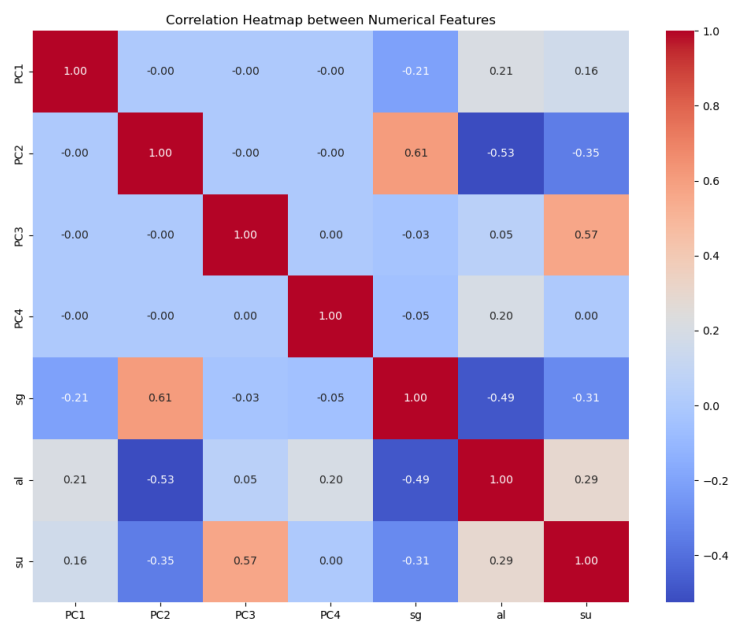 Correlation Heatmap between Numerical Features
PC1 1.00 -0.00 -0.00 -0.00 -0.21 0.21 0.16
PC2 -0.00 1.00 -0.00 -0.00 0.61 -0.53 -0.35
PC3 -0.00 -0.00 1.00 0.00 -0.03 0.05 0.57
PC4 -0.00 -0.00 0.00 1.00 -0.05 0.20 0.00
sg -0.21 0.61 -0.03 -0.05 1.00 -0.49 -0.31
al 0.21 -0.53 0.05 0.20 -0.49 1.00 0.29
su 0.16 -0.35 0.57 0.00 -0.31 0.29 1.00
PC1 PC2 PC3 PC4 sg al su
1.0
0.8
0.6
0.4
0.2
0.0
−0.2
−0.4